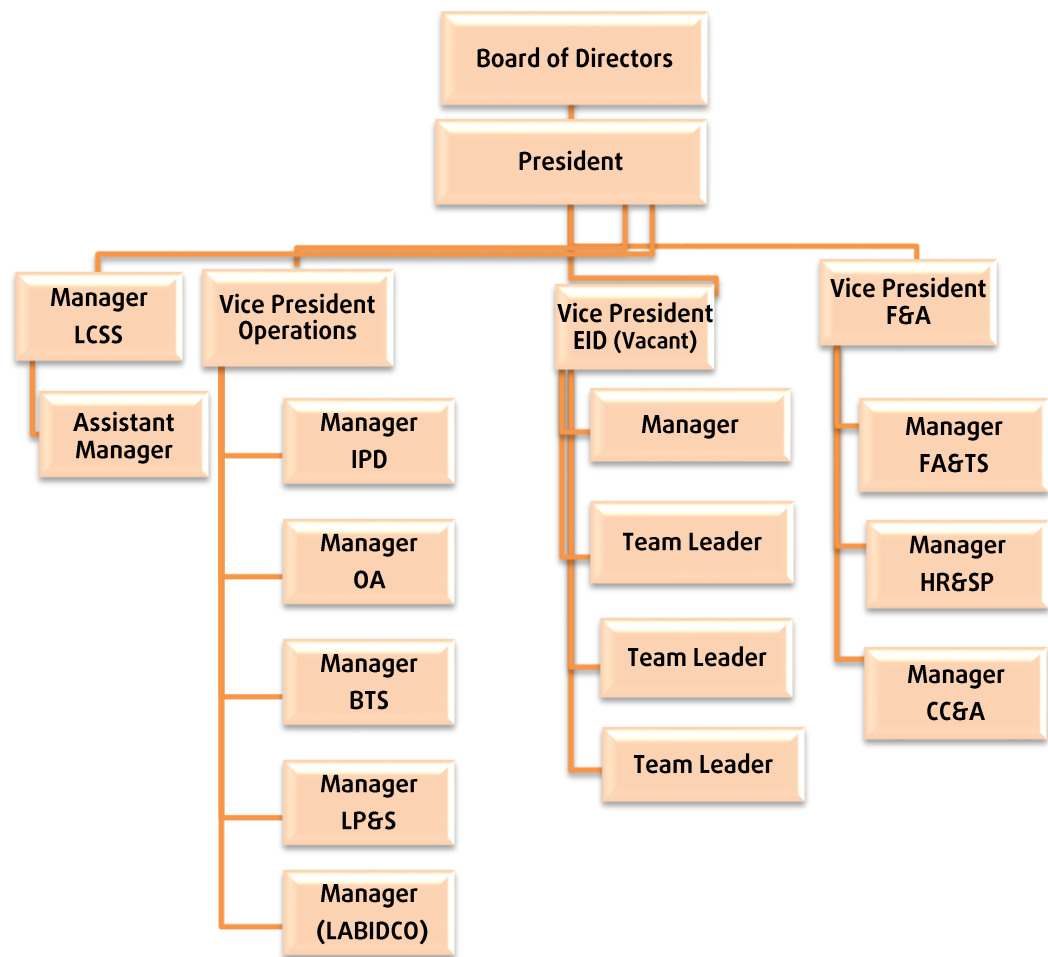 Board of Directors
President
Manager
LCSS
Assistant
Manager
Vice President
Operations
Manager
IPD
Manager
OA
Manager
BTS
Manager
LP&S
Manager
(LABIDCO)
Vice President
EID (Vacant)
Manager
Team Leader
Team Leader
Team Leader
Vice President
F&A
Manager
FA&TS
Manager
HR&SP
Manager
CC&A